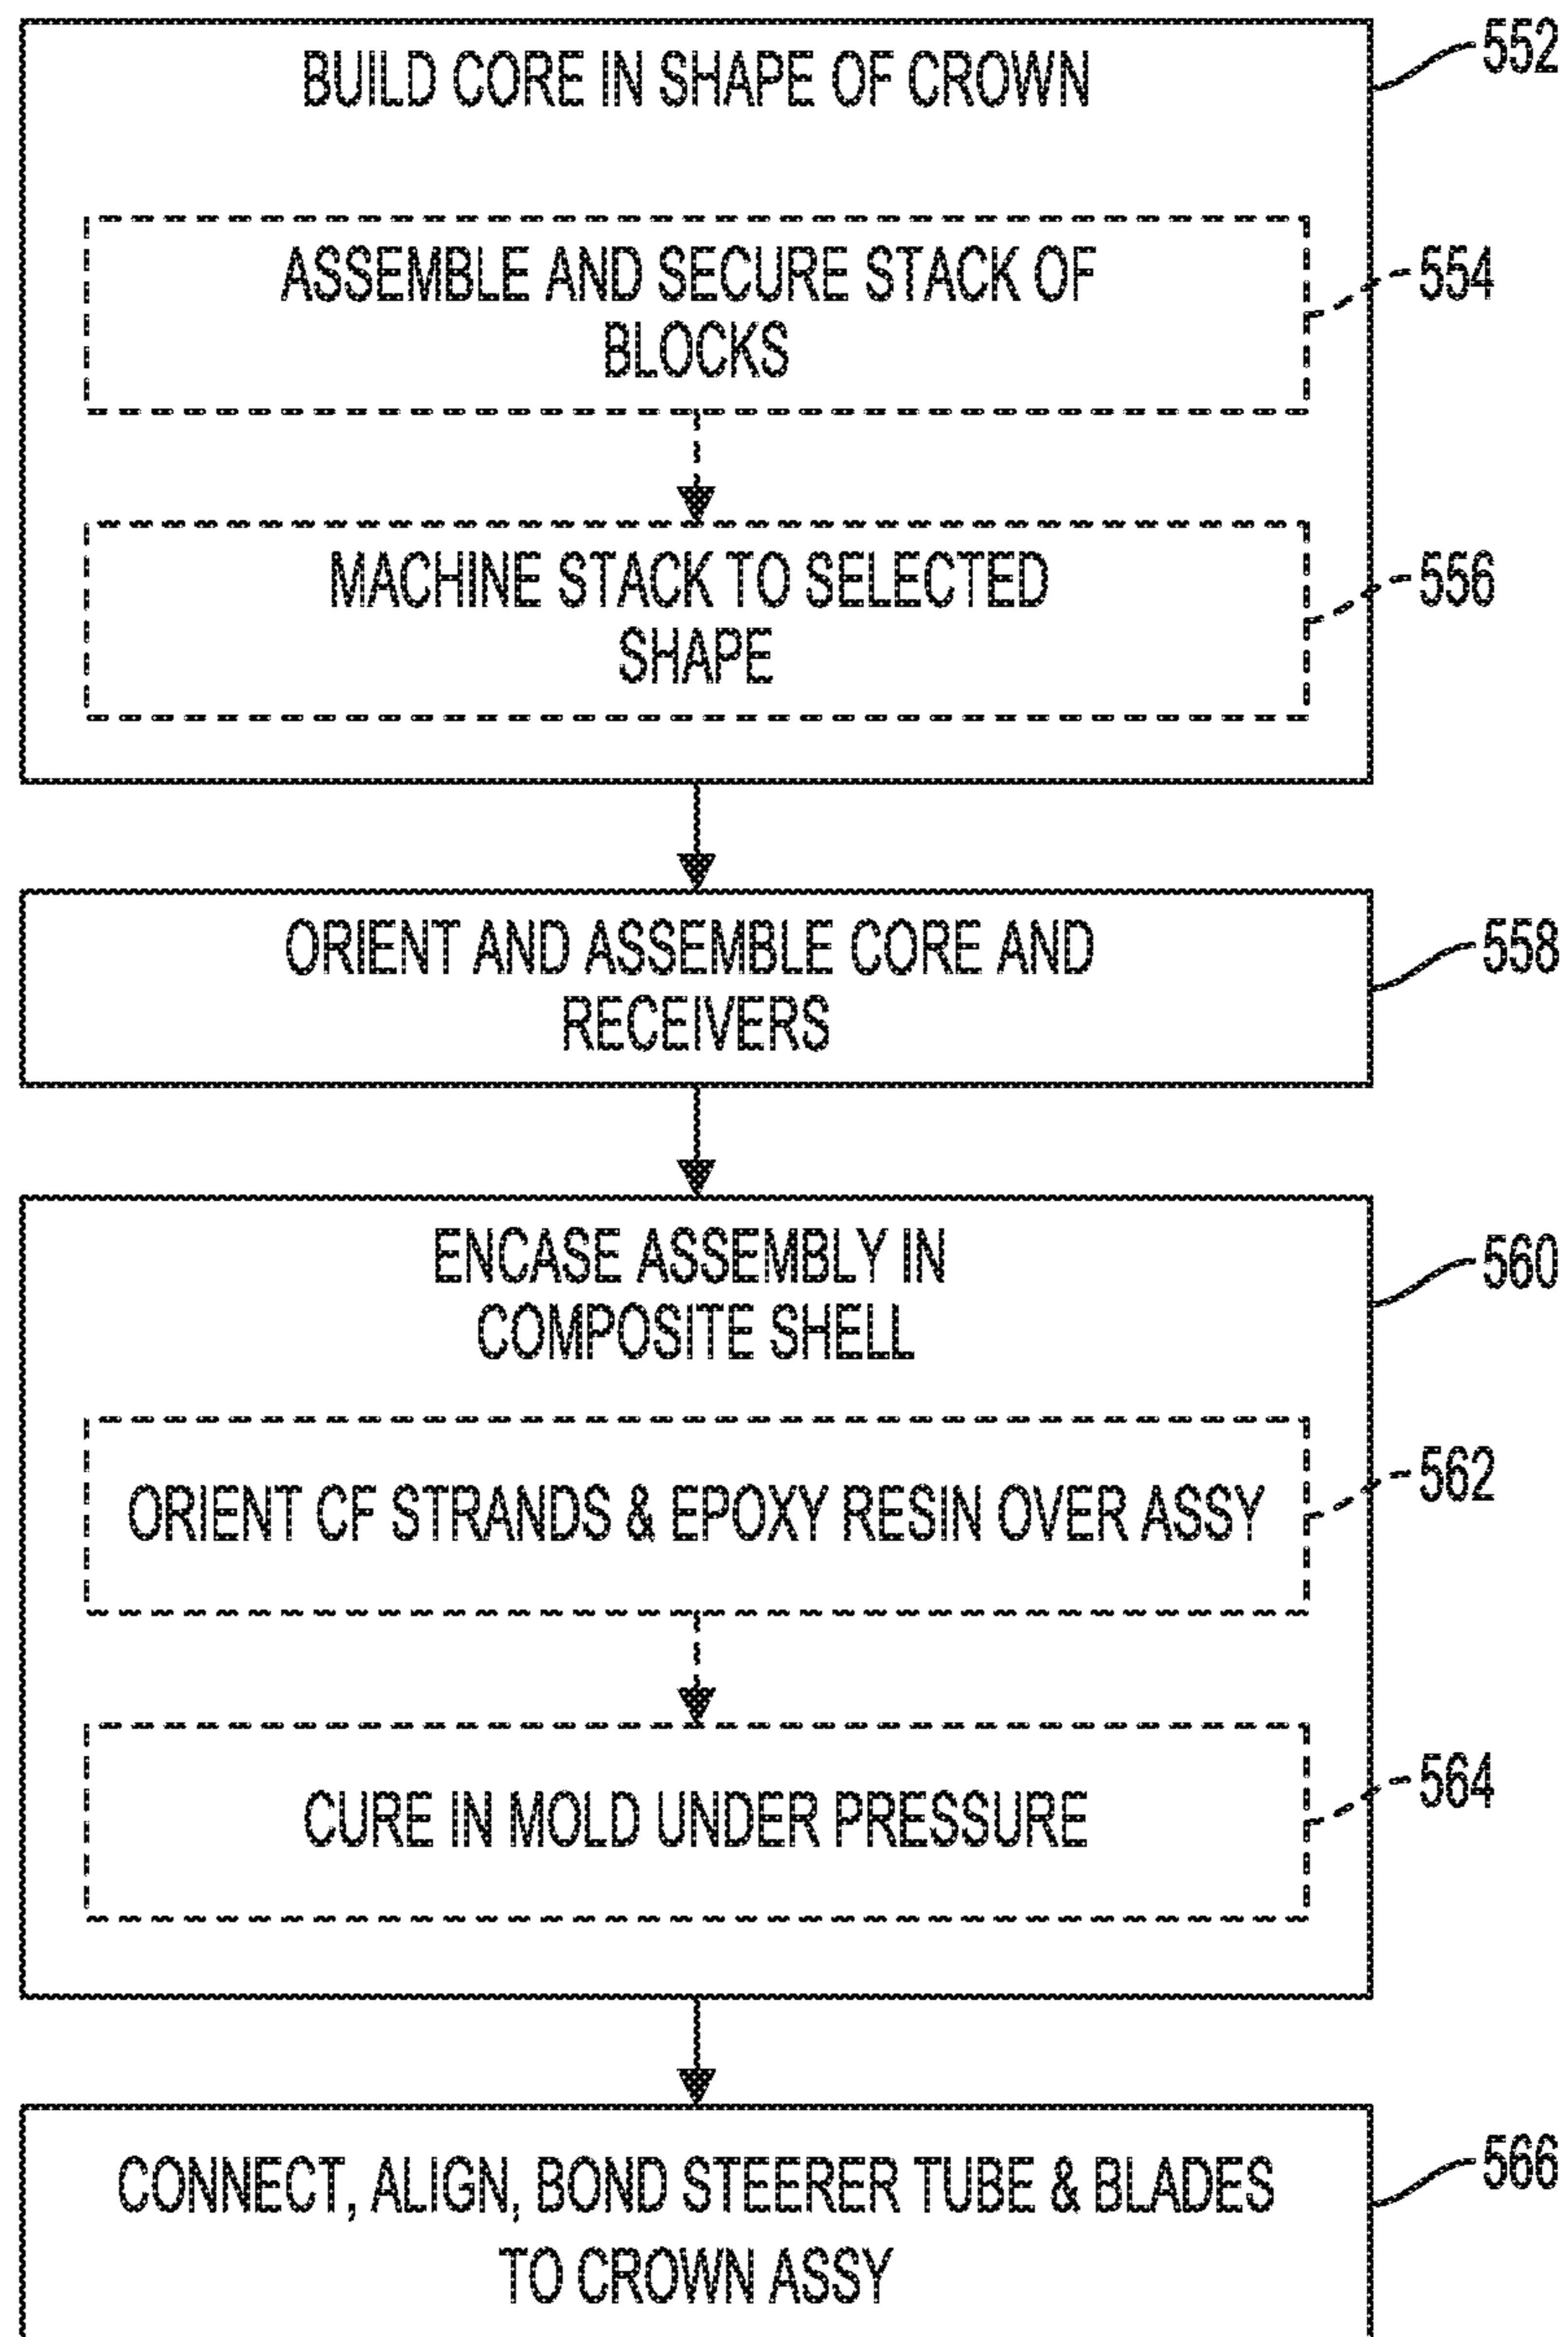 BUILD CORE IN SHAPE OF CROWN
552
ASSEMBLE AND SECURE STACK OF
BLOCKS
554
MACHINE STACK TO SELECTED
SHAPE
556
ORIENT AND ASSEMBLE CORE AND
RECEIVERS
558
ENCASE ASSEMBLY IN
COMPOSITE SHELL
560
ORIENT CF STRANDS & EPOXY RESIN OVER ASSY
562
CURE IN MOLD UNDER PRESSURE
564
CONNECT, ALIGN, BOND STEERER TUBE & BLADES
TO CROWN ASSY
566